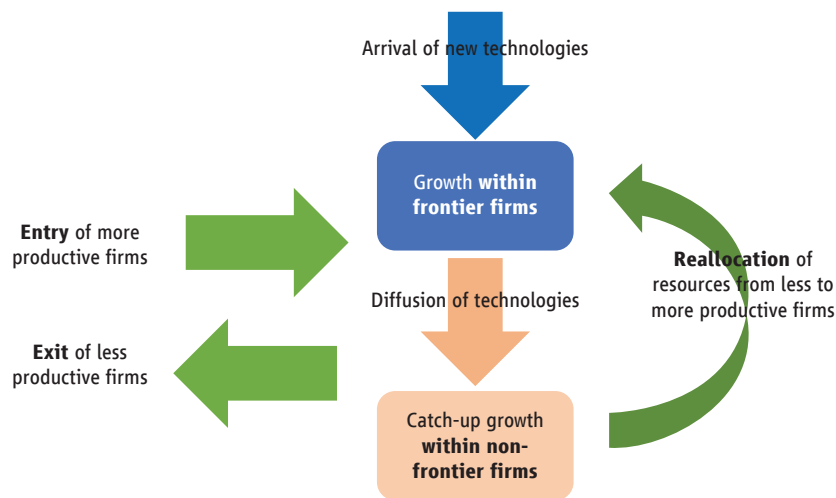 Arrival of new technologies
Growth within
frontier firms
Entry of more
productive firms
Reallocation of
resources from less to
more productive firms
Diffusion of technologies
Exit of less
productive firms
Catch-up growth
within non-
frontier firms